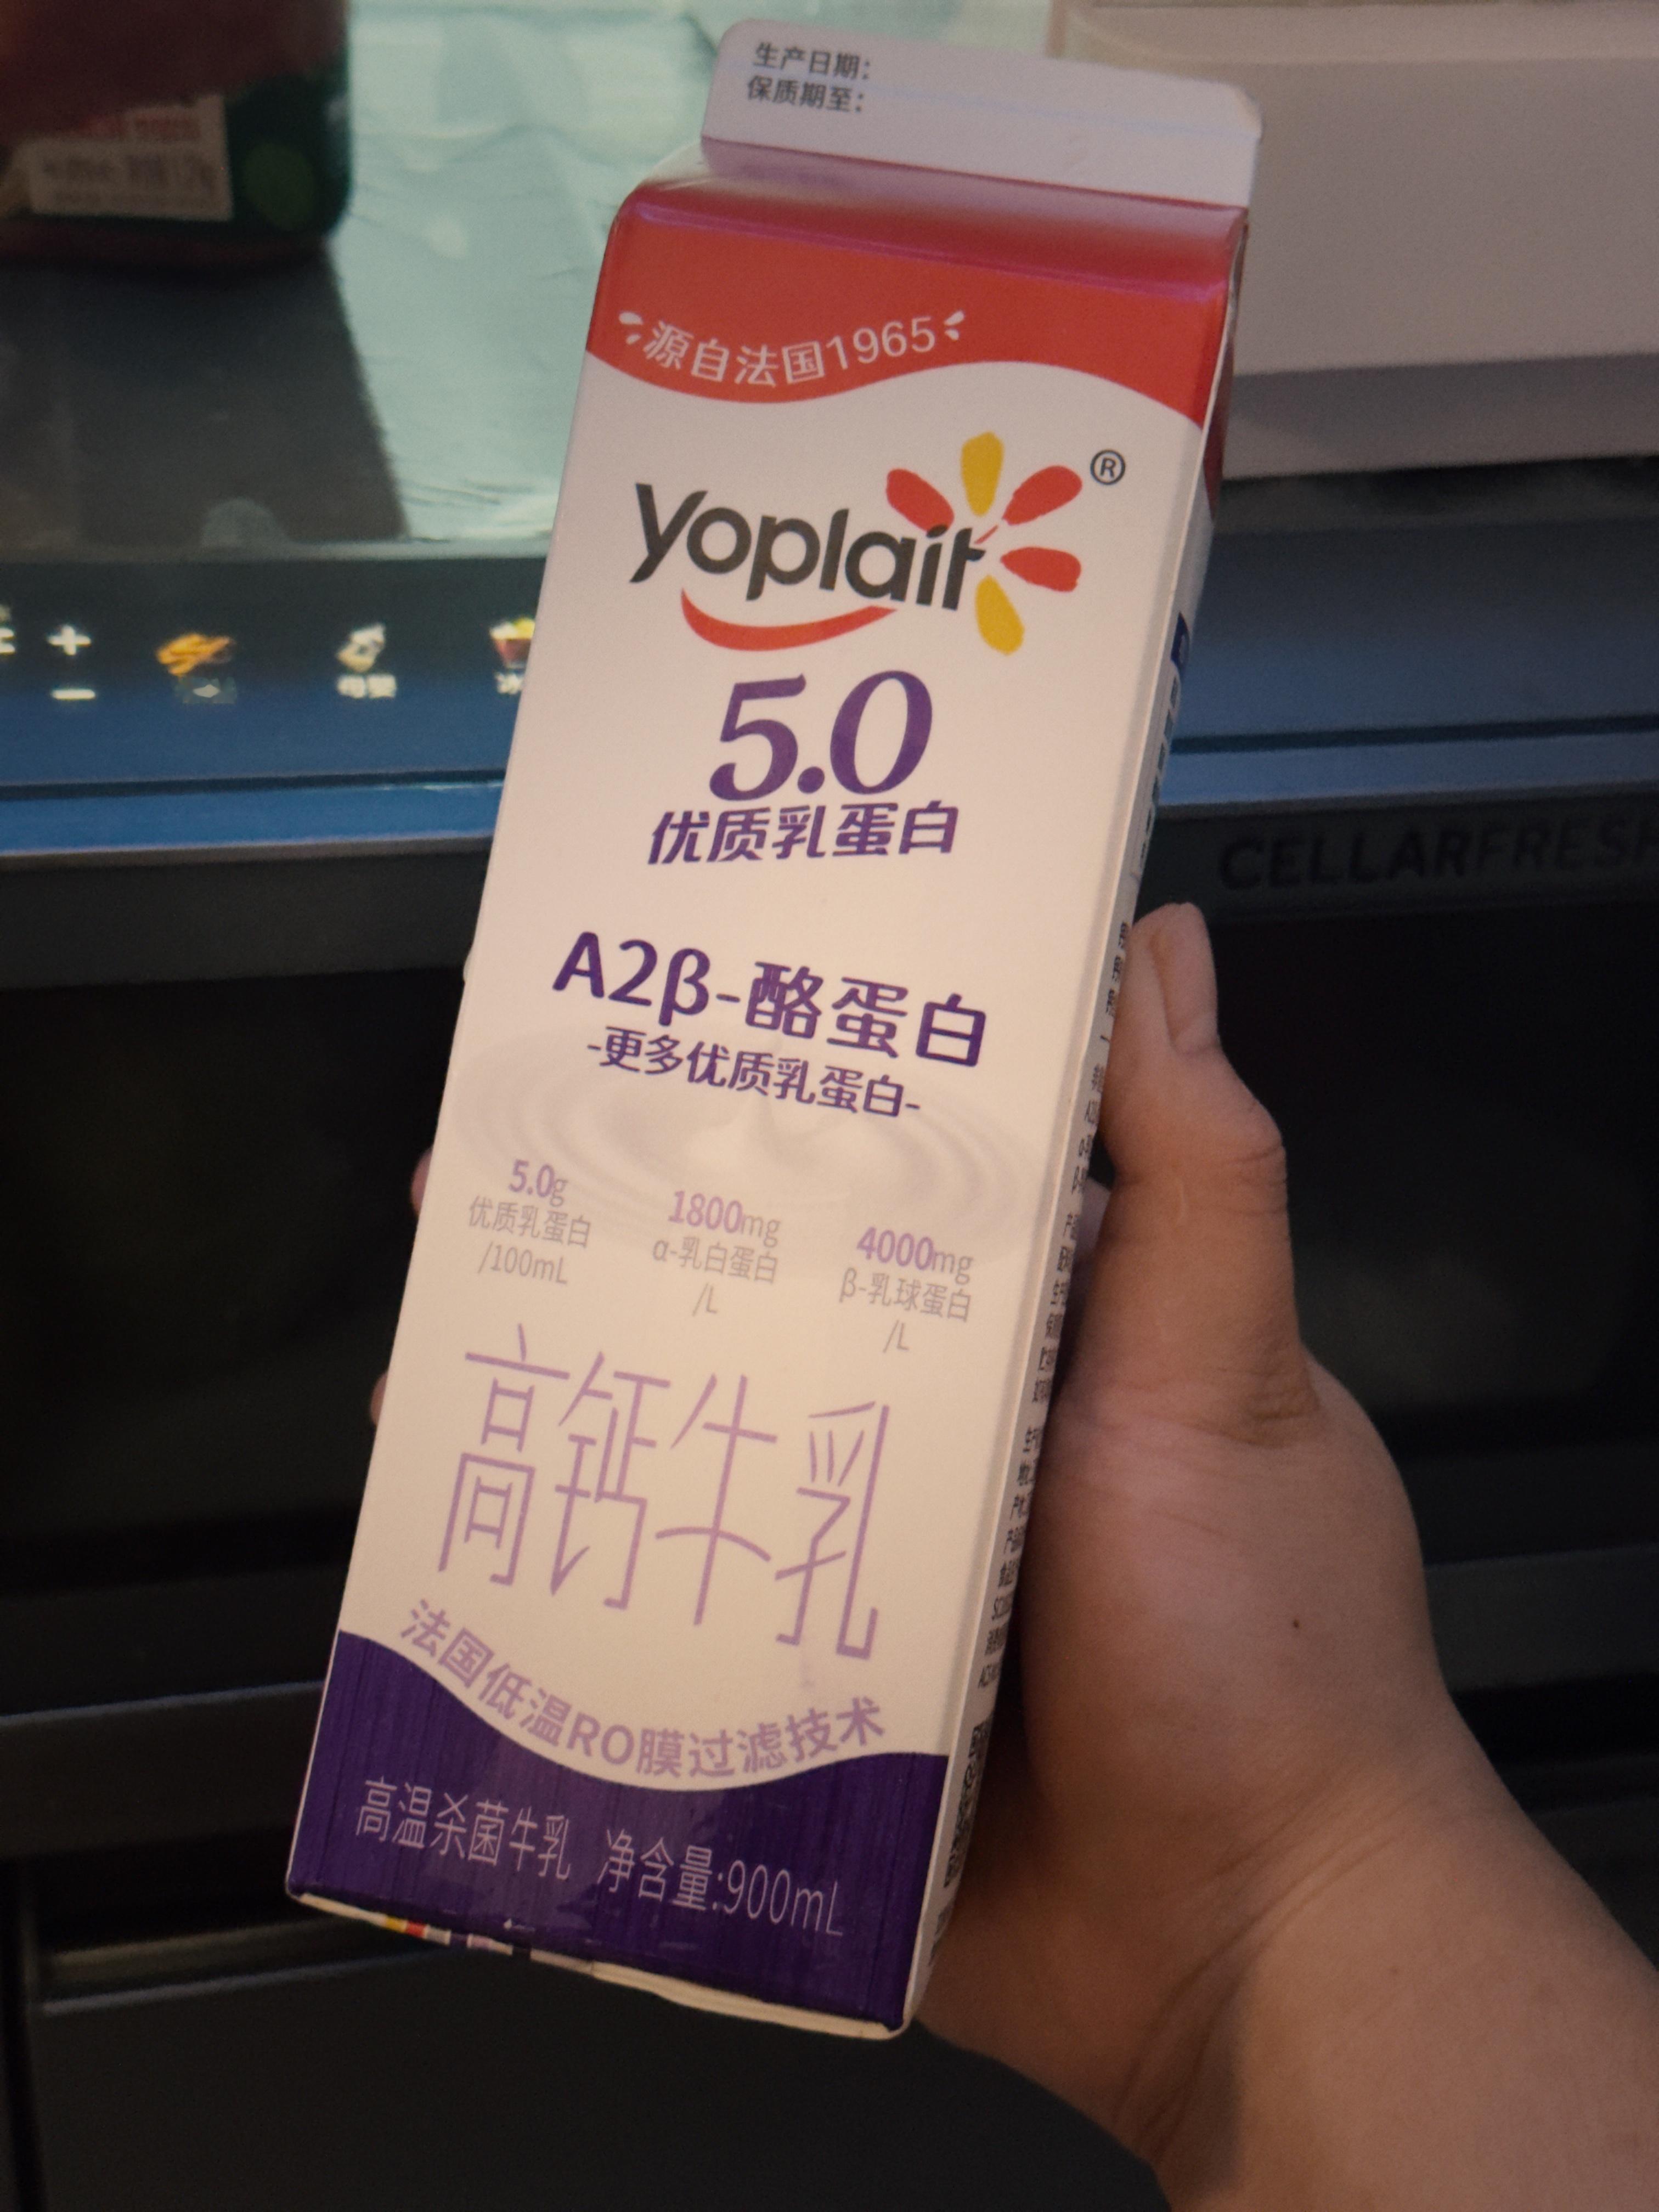 生产日期:
保质期至:
源自法国1965
yoplait®
5.0
优质乳蛋白
A2β-酪蛋白
-更多优质乳蛋白-
5.0g
优质乳蛋白
/100mL
1800mg
α-乳白蛋白
/L
4000mg
β-乳球蛋白
/L
高钙牛乳
法国低温RO膜过滤技术
高温杀菌牛乳 净含量:900mL
母婴
CELLARFRESH